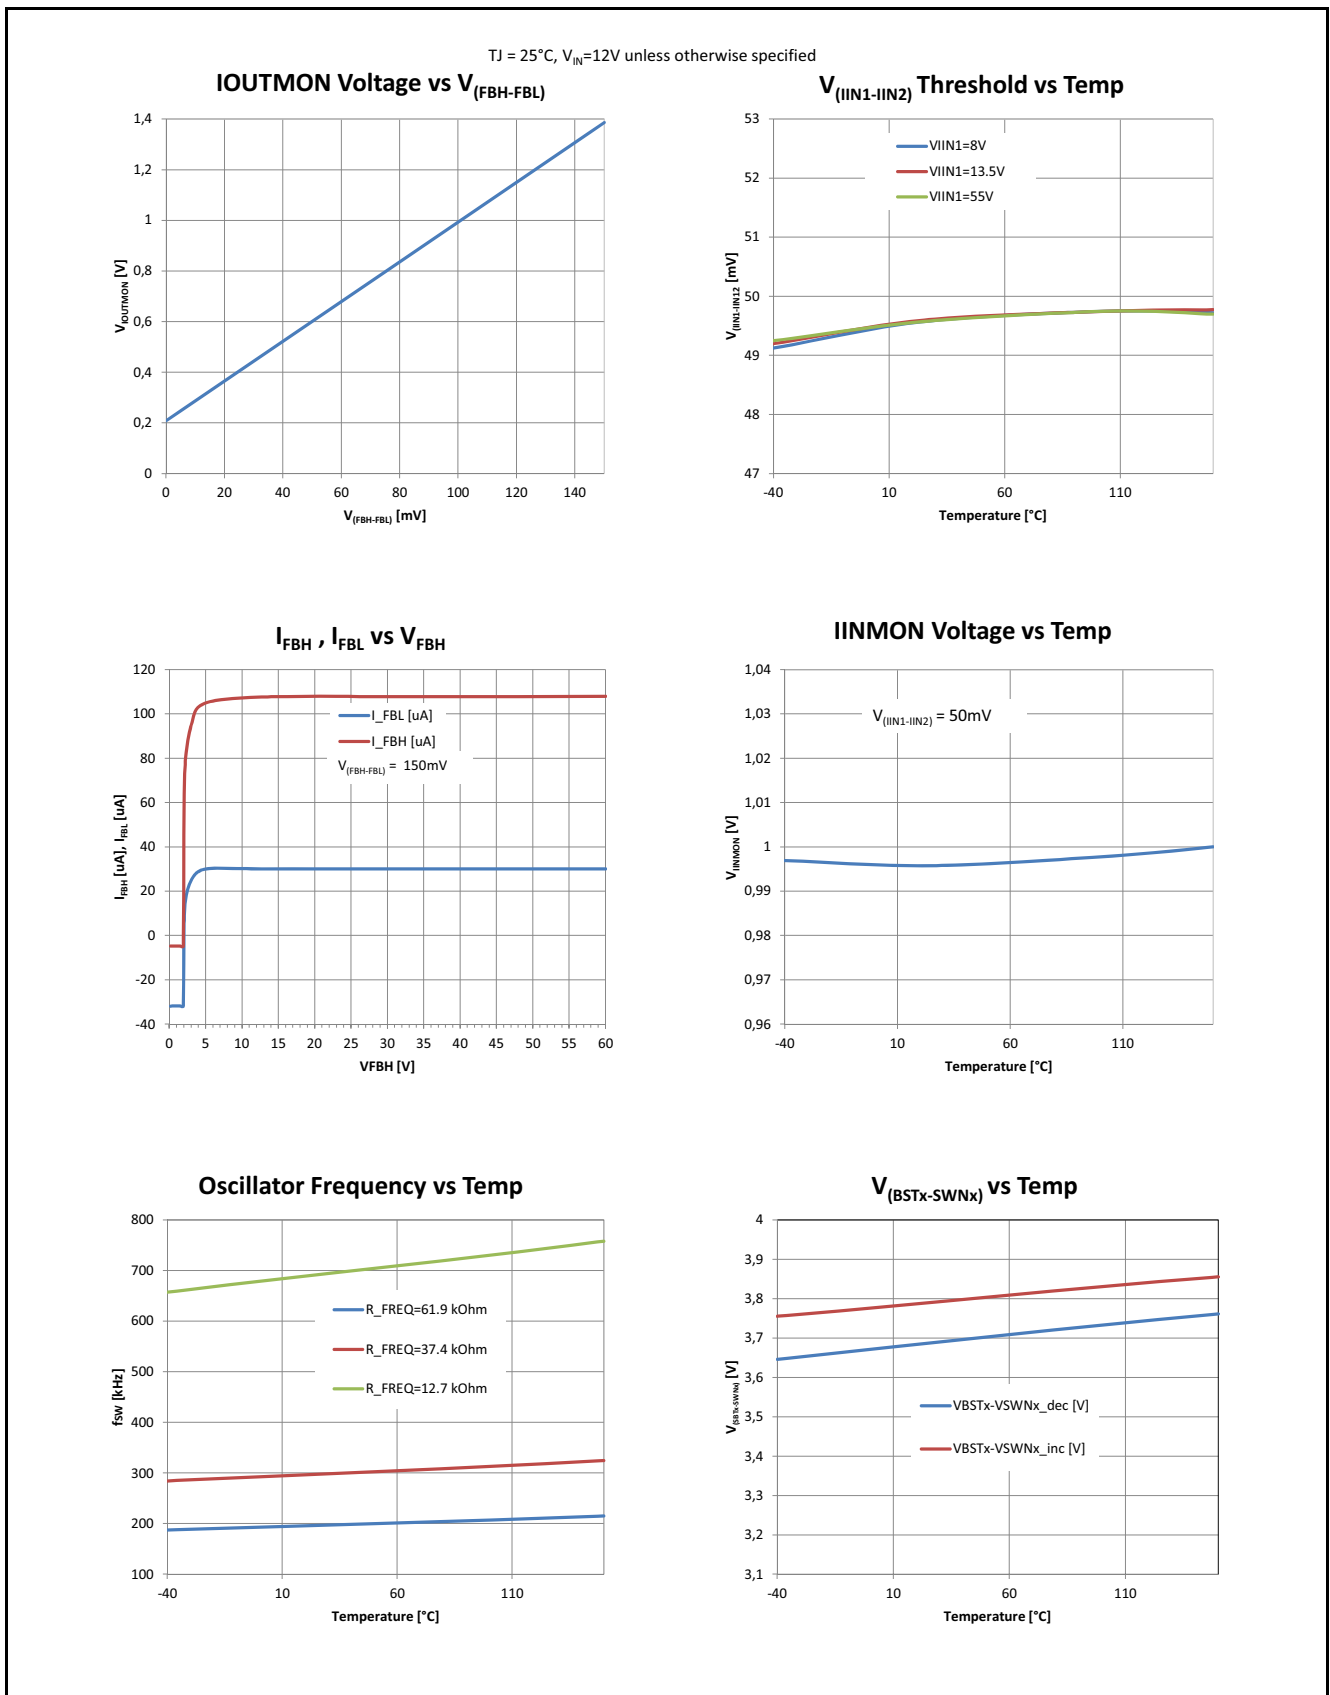 TJ = 25°C, VIN=12V unless otherwise specified
IOUTMON Voltage vs V(FBH-FBL)
1,4
1,2
1
0,8
0,6
0,4
0,2
0
VIOUTMON [V]
0 20 40 60 80 100 120 140
V(FBH-FBL) [mV]
V(IIN1-IIN2) Threshold vs Temp
53
52
51
50
49
48
47
V(IIN1-IIN12 [mV]
VIIN1=8V
VIIN1=13.5V
VIIN1=55V
-40 10 60 110
Temperature [°C]
IFBH , IFBL vs VFBH
120
100
80
60
40
20
0
-20
-40
IFBH [uA], IFBL [uA]
I_FBL [uA]
I_FBH [uA]
V(FBH-FBL) = 150mV
0 5 10 15 20 25 30 35 40 45 50 55 60
VFBH [V]
IINMON Voltage vs Temp
1,04
1,03
1,02
1,01
1
0,99
0,98
0,97
0,96
VIINMON [V]
V(IIN1-IIN2) = 50mV
-40 10 60 110
Temperature [°C]
Oscillator Frequency vs Temp
800
700
600
500
400
300
200
100
fsw [kHz]
R_FREQ=61.9 kOhm
R_FREQ=37.4 kOhm
R_FREQ=12.7 kOhm
-40 10 60 110
Temperature [°C]
V(BSTx-SWNx) vs Temp
4
3,9
3,8
3,7
3,6
3,5
3,4
3,3
3,2
3,1
V(SBTx-SWNx) [V]
VBSTx-VSWNx_dec [V]
VBSTx-VSWNx_inc [V]
-40 10 60 110
Temperature [°C]